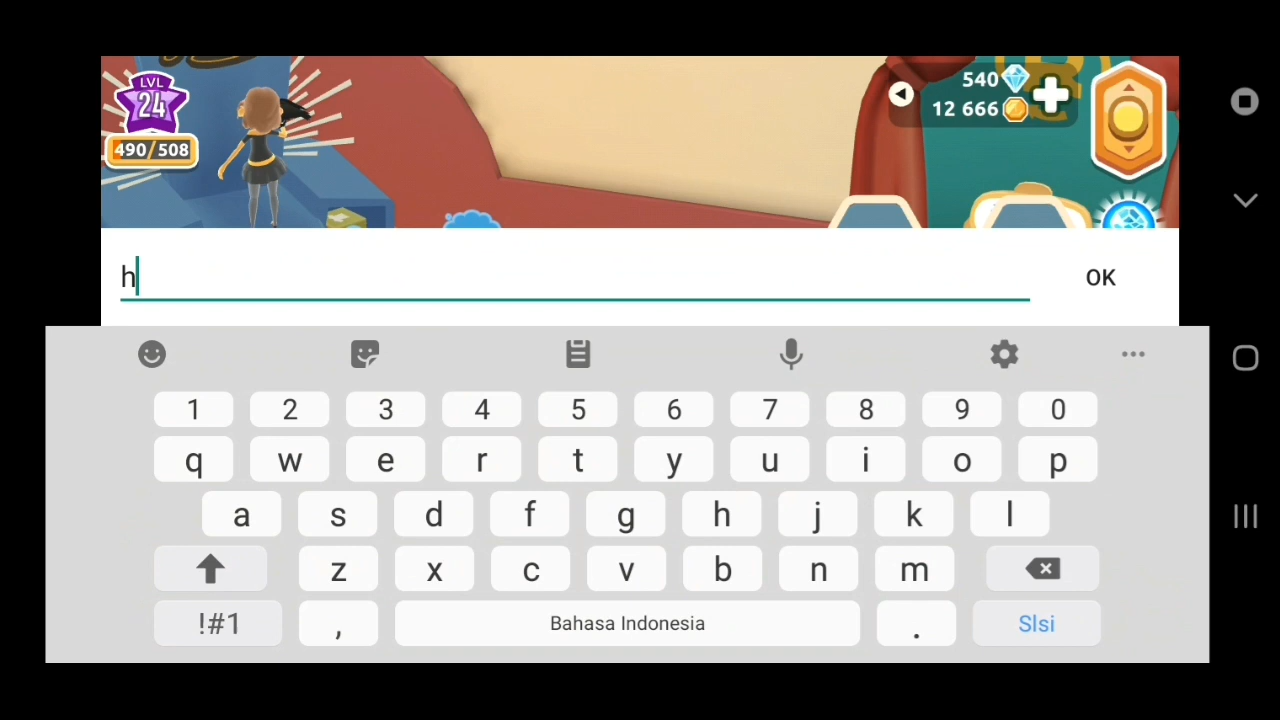 LVL
24
490/508
540
12 666
h
OK
1 2 3 4 5 6 7 8 9 0
q w e r t y u i o p
a s d f g h j k l
z x c v b n m
!#1 , Bahasa Indonesia . Slsi